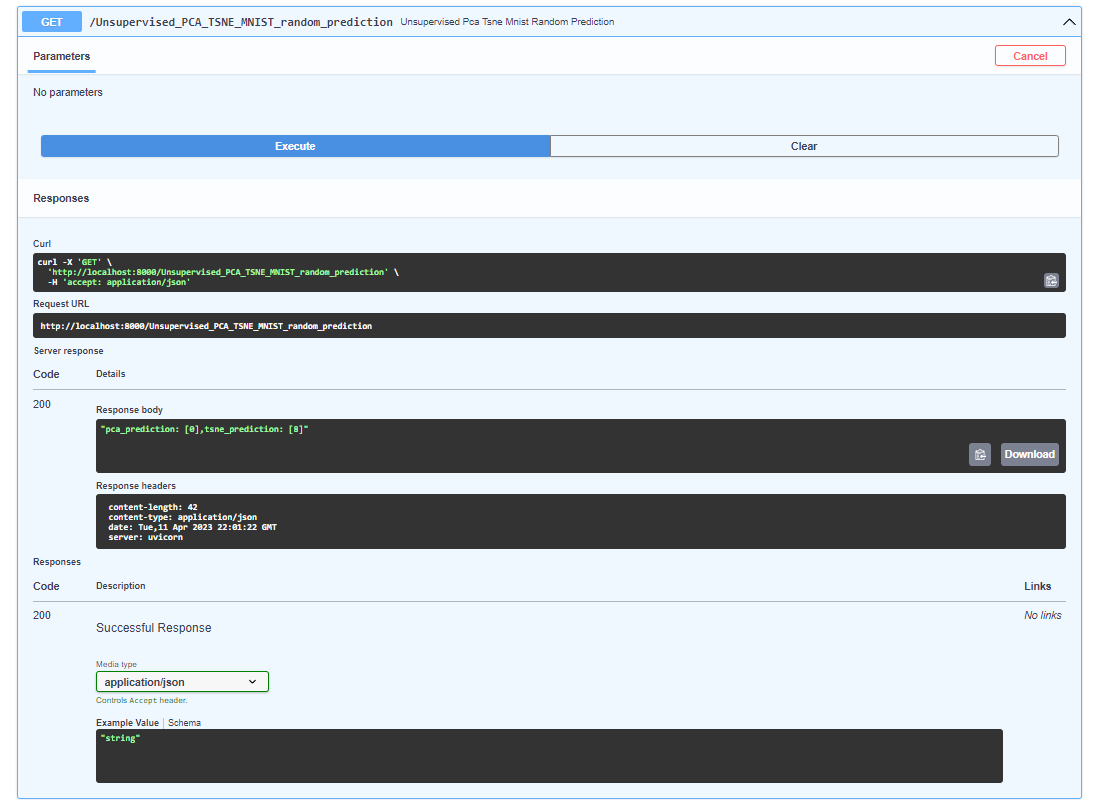 GET /Unsupervised_PCA_TSNE_MNIST_random_prediction Unsupervised Pca Tsne Mnist Random Prediction
Parameters Cancel
No parameters
Execute Clear
Responses
Curl
curl -X 'GET' \
'http://localhost:8000/Unsupervised_PCA_TSNE_MNIST_random_prediction' \
-H 'accept: application/json'
Request URL
http://localhost:8000/Unsupervised_PCA_TSNE_MNIST_random_prediction
Server response
Code Details
200
Response body
"pca_prediction: [0],tsne_prediction: [8]"
Download
Response headers
content-length: 42
content-type: application/json
date: Tue,11 Apr 2023 22:01:22 GMT
server: uvicorn
Responses
Code Description Links
200 No links
Successful Response
Media type
application/json
Controls Accept header.
Example Value | Schema
"string"